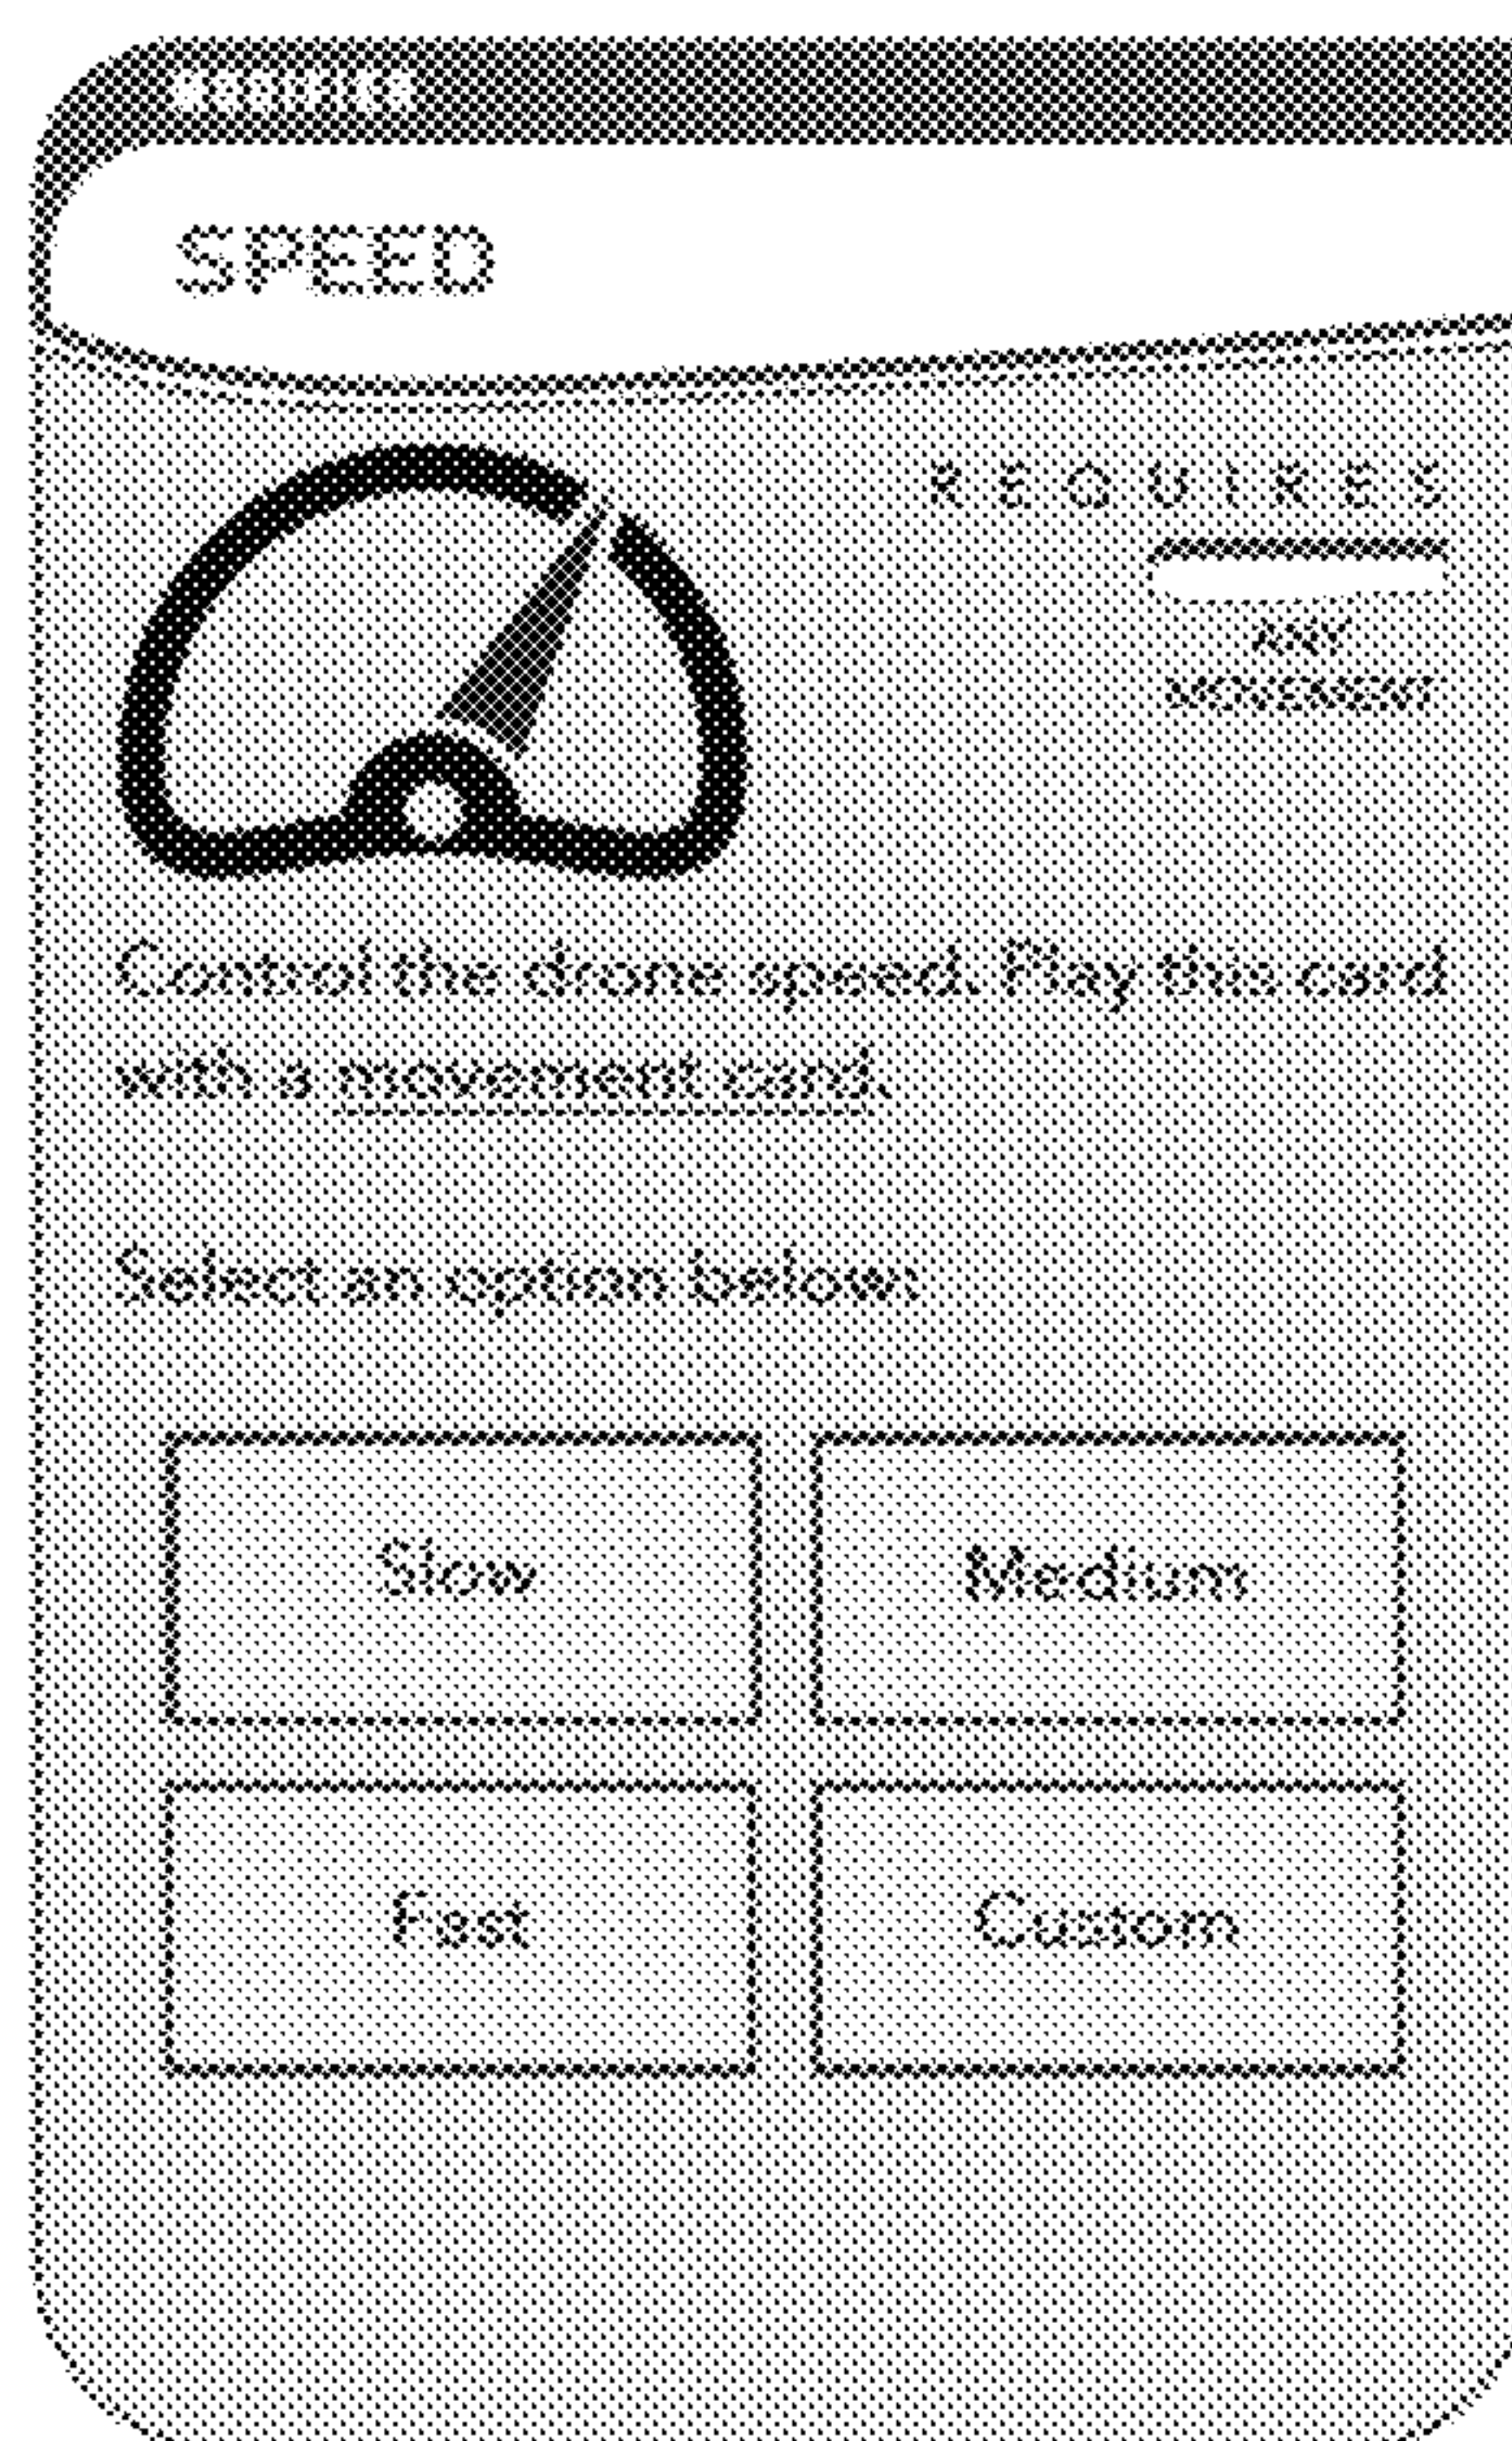 SPEED
REQUIRES
ANY
MOVEMENT
Control the drone speed. Play this card
with a movement card.
Select an option below:
Slow
Medium
Fast
Custom